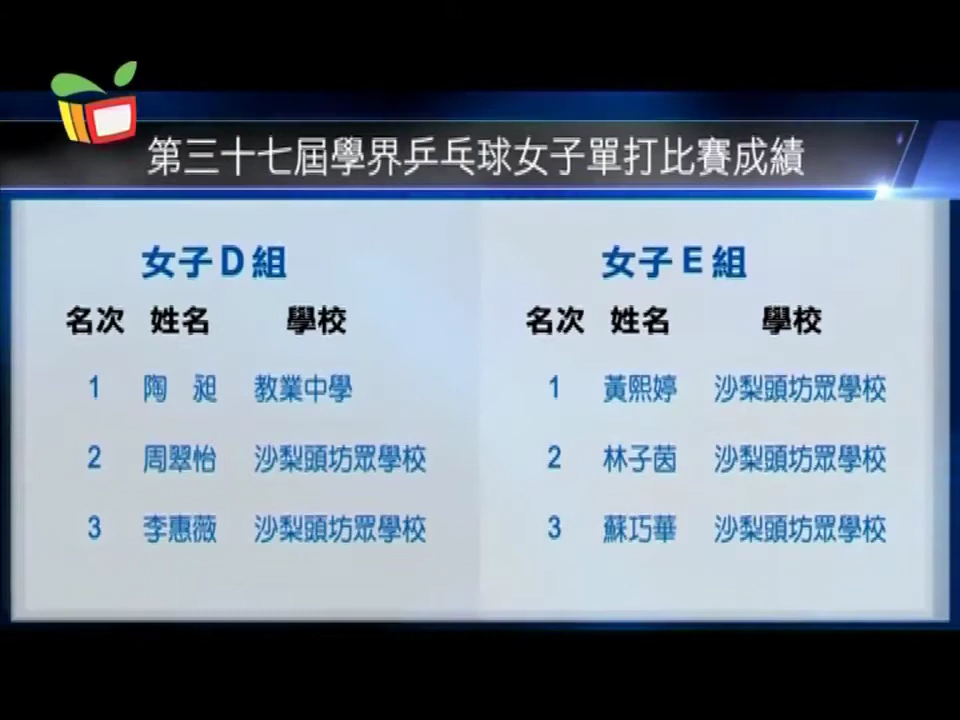 第三十七屆學界乒乓球女子單打比賽成績
女子D組
名次 姓名 學校
1 陶 昶 教業中學
2 周翠怡 沙梨頭坊眾學校
3 李惠薇 沙梨頭坊眾學校
女子E組
名次 姓名 學校
1 黃熙婷 沙梨頭坊眾學校
2 林子茵 沙梨頭坊眾學校
3 蘇巧華 沙梨頭坊眾學校